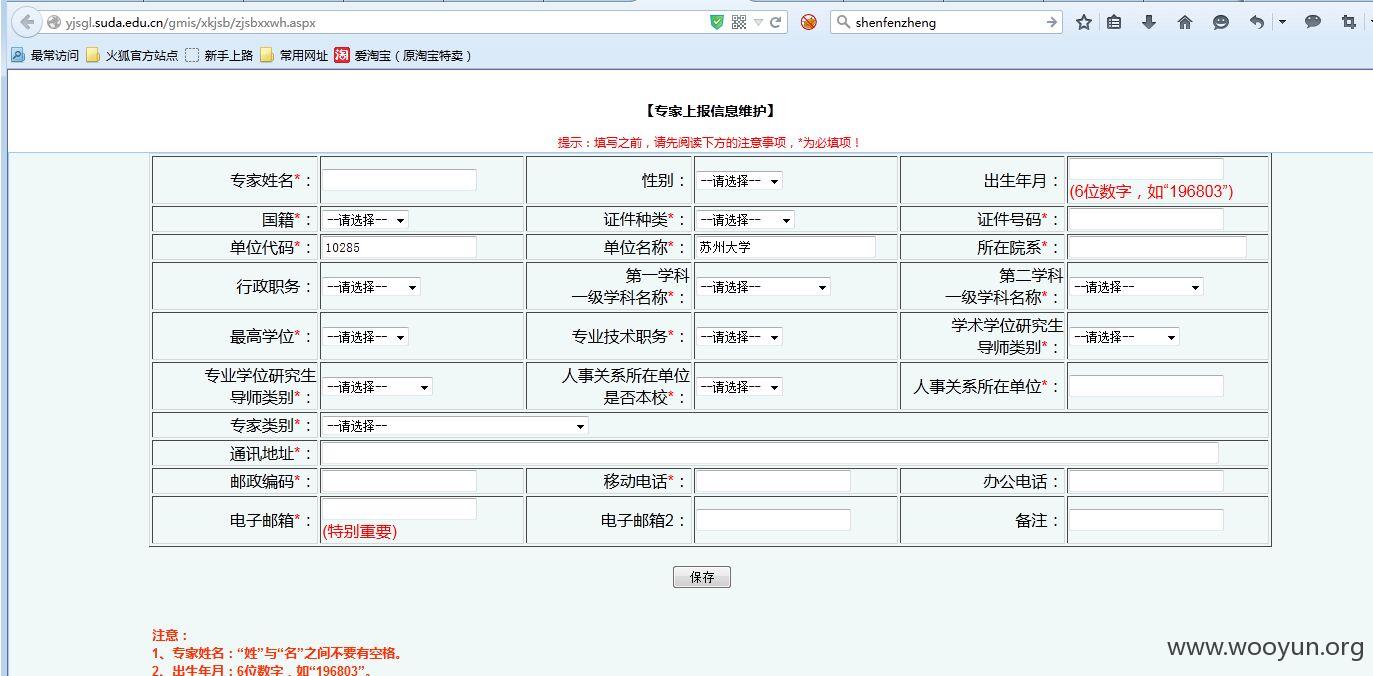 yjsgl.suda.edu.cn/gmis/xkjsb/zjsbxxwh.aspx shenfenzheng
最常访问 火狐官方站点 新手上路 常用网址 淘 爱淘宝（原淘宝特卖）
【专家上报信息维护】
提示：填写之前，请先阅读下方的注意事项，*为必填项！
专家姓名*： 性别： --请选择-- 出生年月：
(6位数字，如“196803”)
国籍*： --请选择-- 证件种类*： --请选择-- 证件号码*：
单位代码*： 10285 单位名称*： 苏州大学 所在院系*：
行政职务： --请选择-- 第一学科 一级学科名称*： --请选择-- 第二学科 一级学科名称*： --请选择--
最高学位*： --请选择-- 专业技术职务*： --请选择-- 学术学位研究生 导师类别*： --请选择--
专业学位研究生 导师类别*： --请选择-- 人事关系所在单位 是否本校*： --请选择-- 人事关系所在单位*：
专家类别*： --请选择--
通讯地址*：
邮政编码*： 移动电话*： 办公电话：
电子邮箱*： (特别重要) 电子邮箱2： 备注：
保存
注意：
1、专家姓名：“姓”与“名”之间不要有空格。
2、出生年月：6位数字，如“196803”。
www.wooyun.org